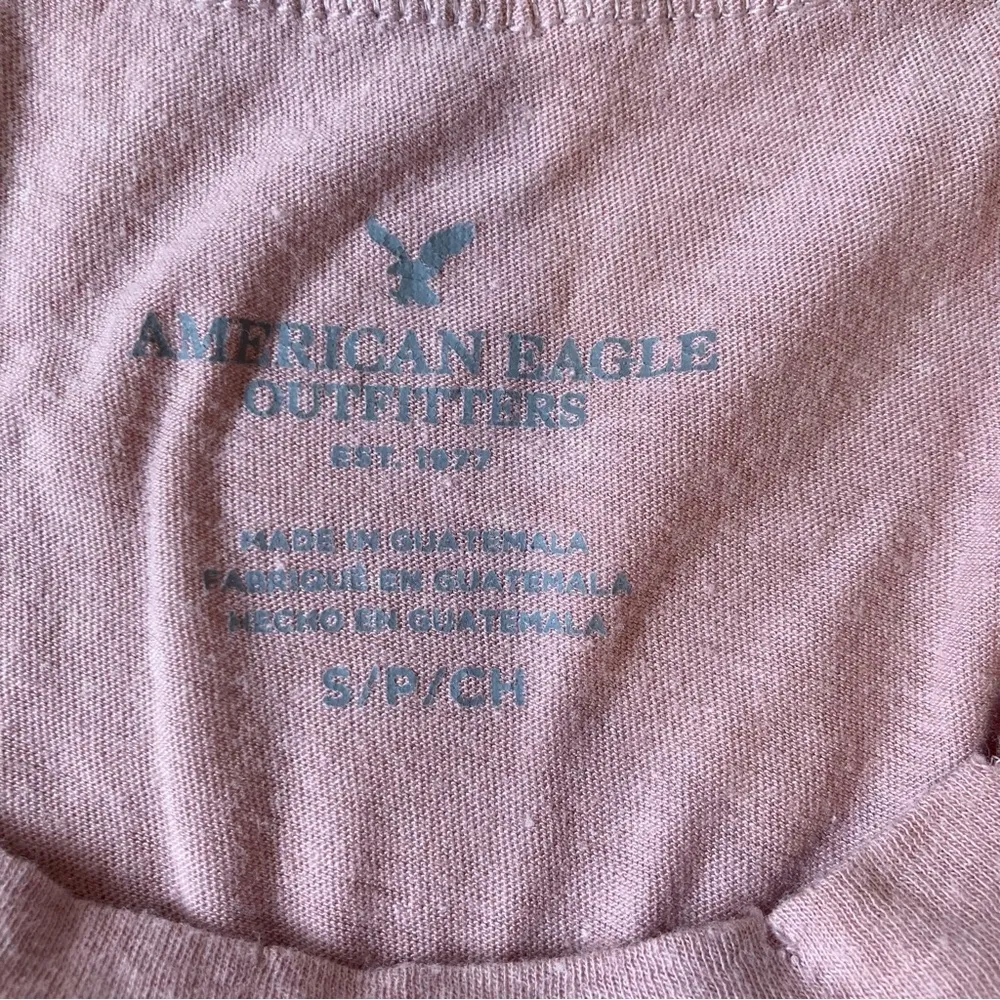 AMERICAN EAGLE
OUTFITTERS
EST. 1977
MADE IN GUATEMALA
FABRIQUÉ EN GUATEMALA
HECHO EN GUATEMALA
S/P/CH